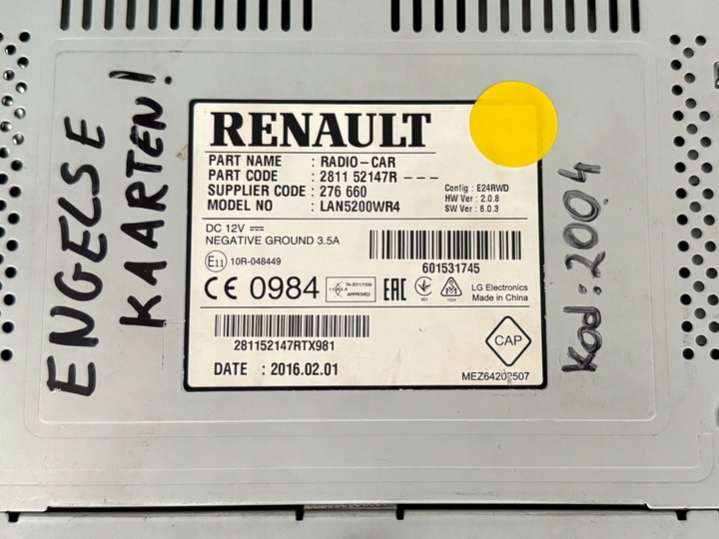 ENGELSE
KAARTEN!
RENAULT
PART NAME : RADIO-CAR
PART CODE : 2811 52147R ---
SUPPLIER CODE : 276 660
MODEL NO : LAN5200WR4
Config : E24RWD
HW Ver : 2.0.8
SW Ver : 6.0.3
DC 12V
NEGATIVE GROUND 3.5A
E11 10R-048449
601531745
CE 0984
EAC
LG Electronics
Made in China
281152147RTX981
DATE : 2016.02.01
CAP
MEZ64202507
Kod: 2004